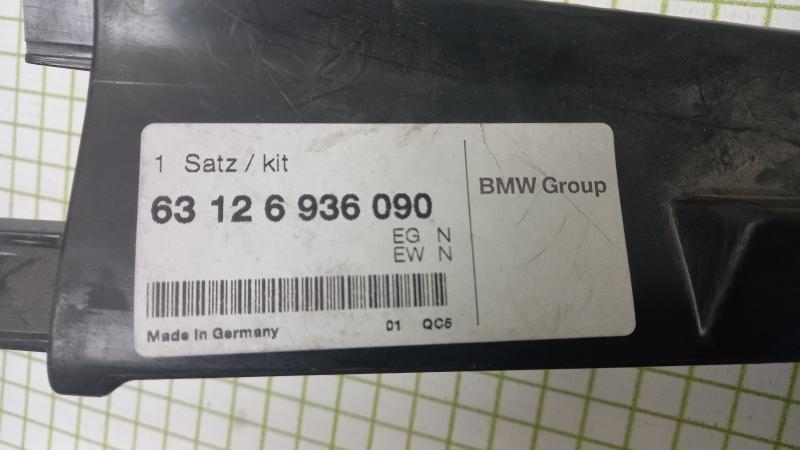 1 Satz / kit
63 12 6 936 090
EG N
EW N
Made in Germany 01 QC5
BMW Group